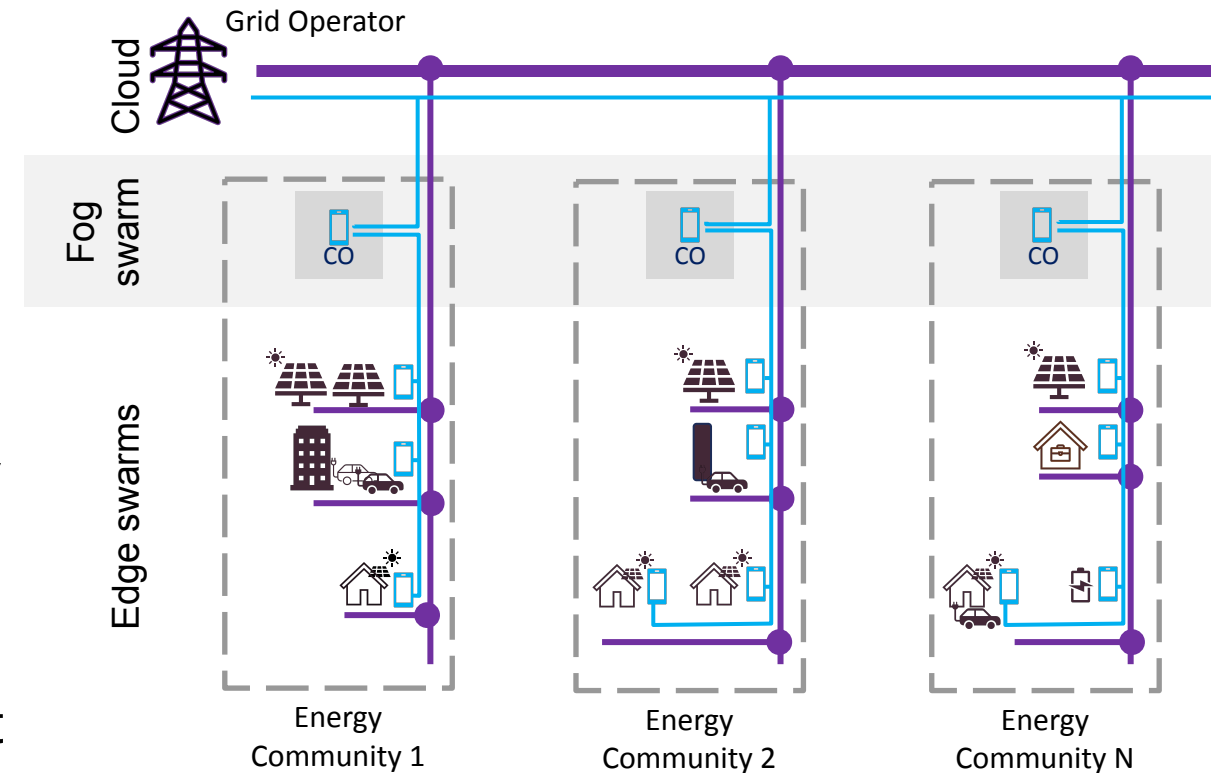 Grid Operator
Cloud
Fog
swarm
CO
CO
CO
Edge swarms
Energy
Community 1
Energy
Community 2
Energy
Community N